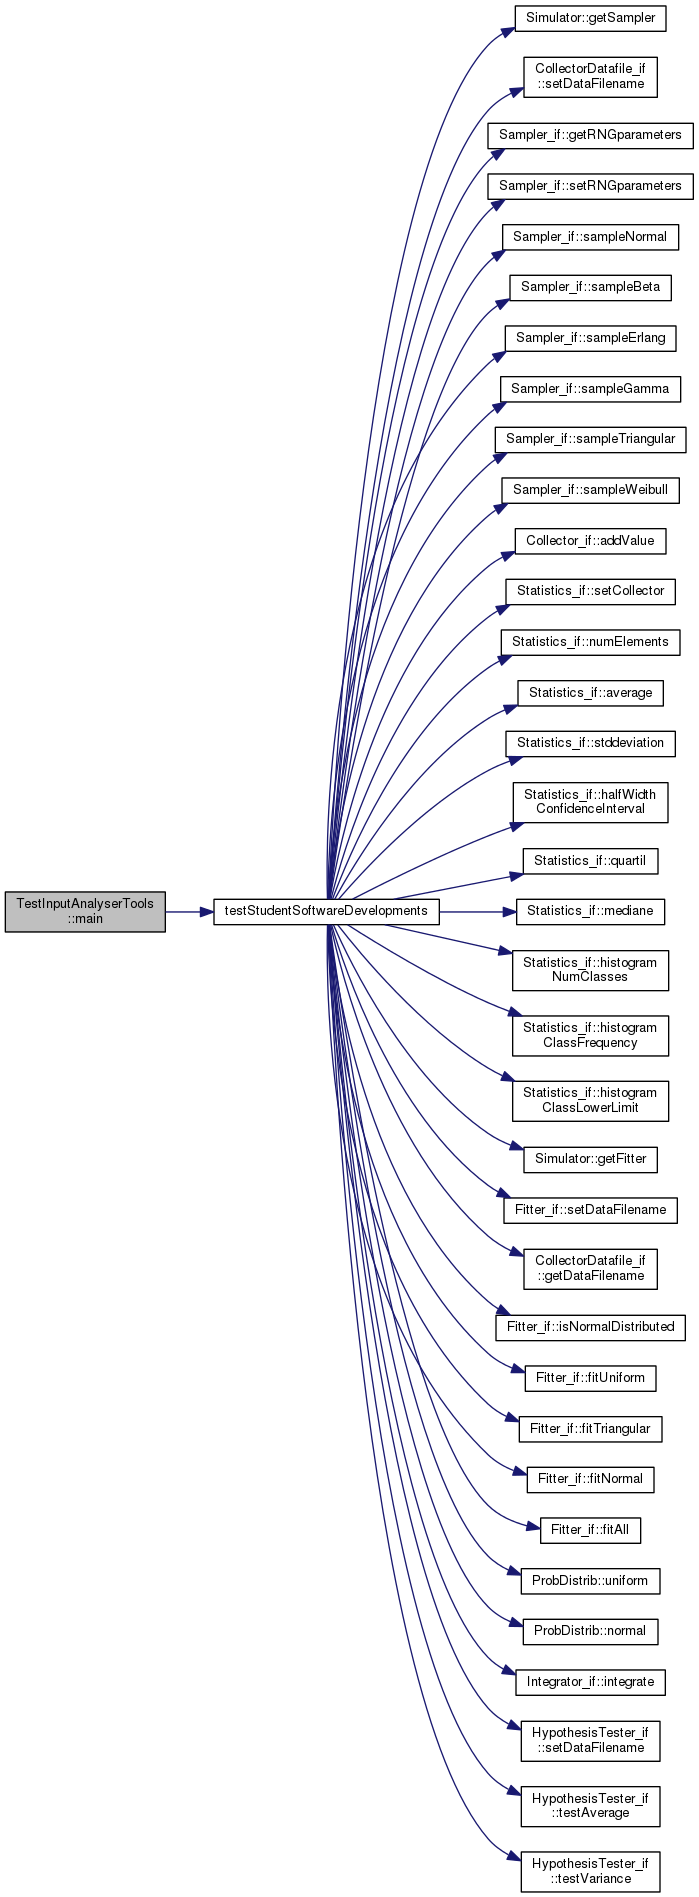 Simulator::getSampler
CollectorDatafile_if
::setDataFilename
Sampler_if::getRNGparameters
Sampler_if::setRNGparameters
Sampler_if::sampleNormal
Sampler_if::sampleBeta
Sampler_if::sampleErlang
Sampler_if::sampleGamma
Sampler_if::sampleTriangular
Sampler_if::sampleWeibull
Collector_if::addValue
Statistics_if::setCollector
Statistics_if::numElements
Statistics_if::average
Statistics_if::stddeviation
Statistics_if::halfWidth
ConfidenceInterval
Statistics_if::quartil
TestInputAnalyserTools
::main
testStudentSoftwareDevelopments
Statistics_if::mediane
Statistics_if::histogram
NumClasses
Statistics_if::histogram
ClassFrequency
Statistics_if::histogram
ClassLowerLimit
Simulator::getFitter
Fitter_if::setDataFilename
CollectorDatafile_if
::getDataFilename
Fitter_if::isNormalDistributed
Fitter_if::fitUniform
Fitter_if::fitTriangular
Fitter_if::fitNormal
Fitter_if::fitAll
ProbDistrib::uniform
ProbDistrib::normal
Integrator_if::integrate
HypothesisTester_if
::setDataFilename
HypothesisTester_if
::testAverage
HypothesisTester_if
::testVariance